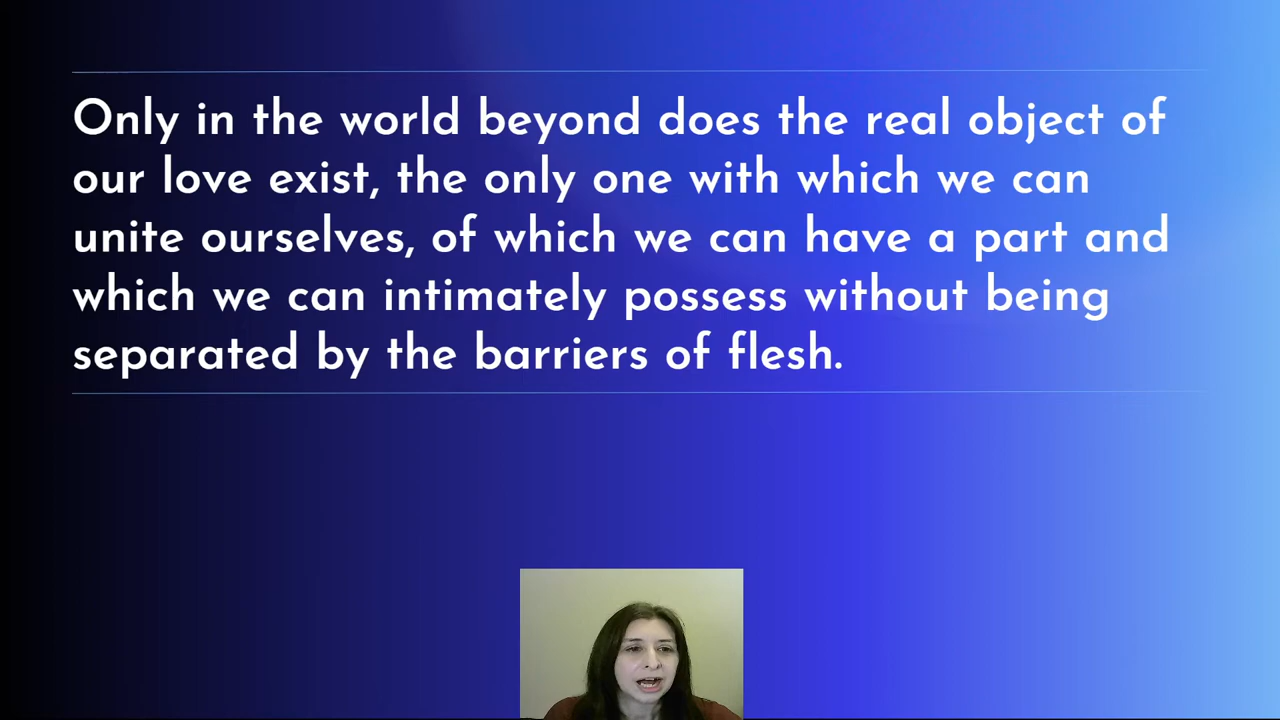 Only in the world beyond does the real object of
our love exist, the only one with which we can
unite ourselves, of which we can have a part and
which we can intimately possess without being
separated by the barriers of flesh.